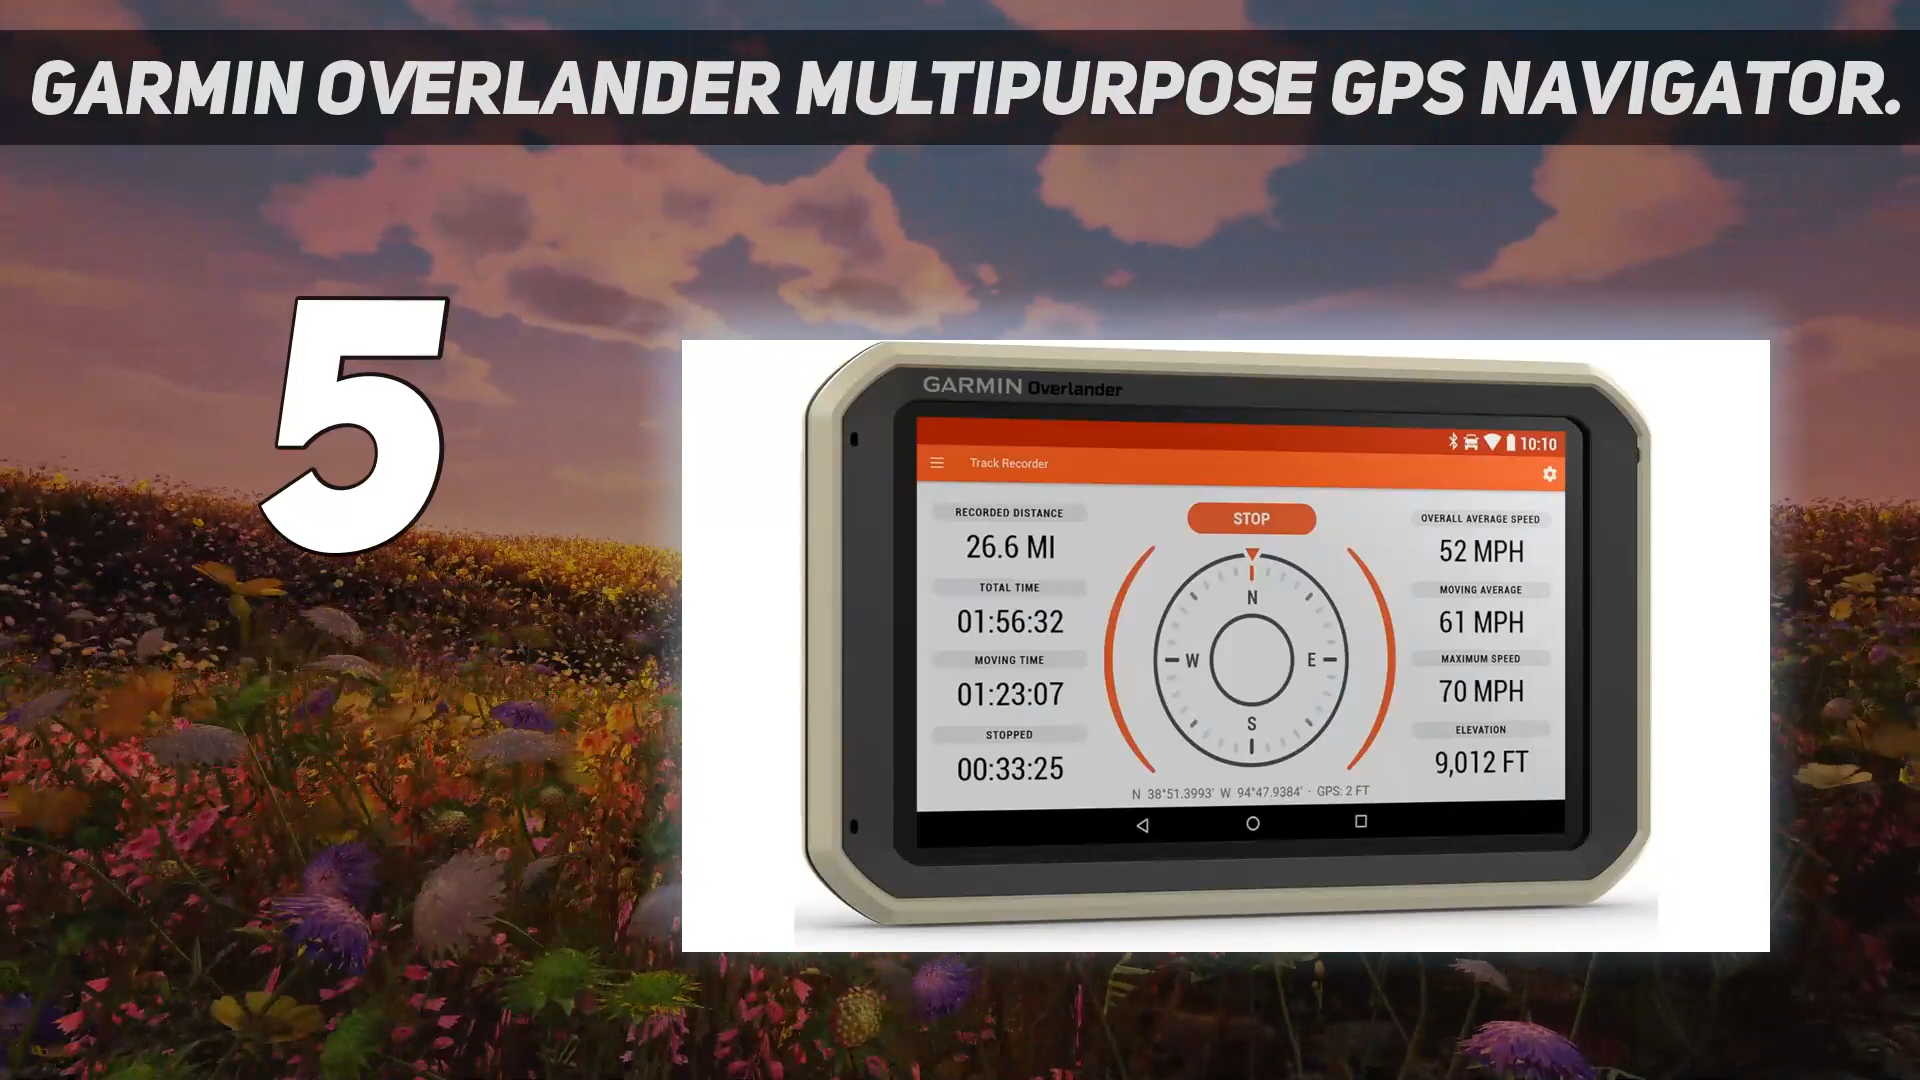 GARMIN OVERLANDER MULTIPURPOSE GPS NAVIGATOR.
5
GARMIN Overlander
10:10
Track Recorder
RECORDED DISTANCE
26.6 MI
TOTAL TIME
01:56:32
MOVING TIME
01:23:07
STOPPED
00:33:25
STOP
N
W E
S
N 38°51.3993' W 94°47.9384' · GPS: 2 FT
OVERALL AVERAGE SPEED
52 MPH
MOVING AVERAGE
61 MPH
MAXIMUM SPEED
70 MPH
ELEVATION
9,012 FT